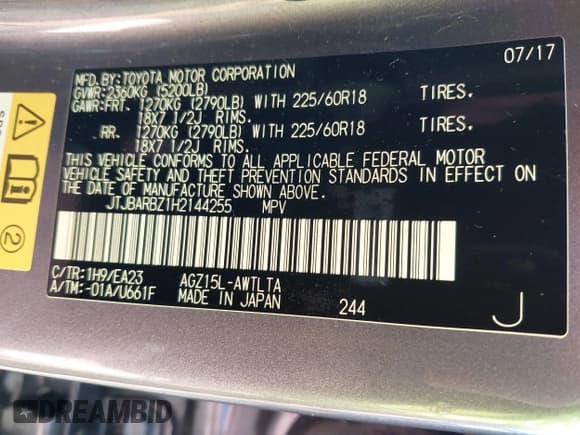 07/17
MFD.BY:TOYOTA MOTOR CORPORATION
GVWR:2360KG (5200LB)
GAWR:FRT. 1270KG (2790LB) WITH 225/60R18 TIRES.
18X7 1/2J RIMS.
RR. 1270KG (2790LB) WITH 225/60R18 TIRES.
18X7 1/2J RIMS.
THIS VEHICLE CONFORMS TO ALL APPLICABLE FEDERAL MOTOR
VEHICLE SAFETY AND THEFT PREVENTION STANDARDS IN EFFECT ON
THE DATE OF MANUFACTURE SHOWN ABOVE.
JTJBARBZ1H2144255 MPV
C/TR:1H9/EA23 AGZ15L-AWTLTA
A/TM:-01A/U661F MADE IN JAPAN 244 J
2
DREAMBID